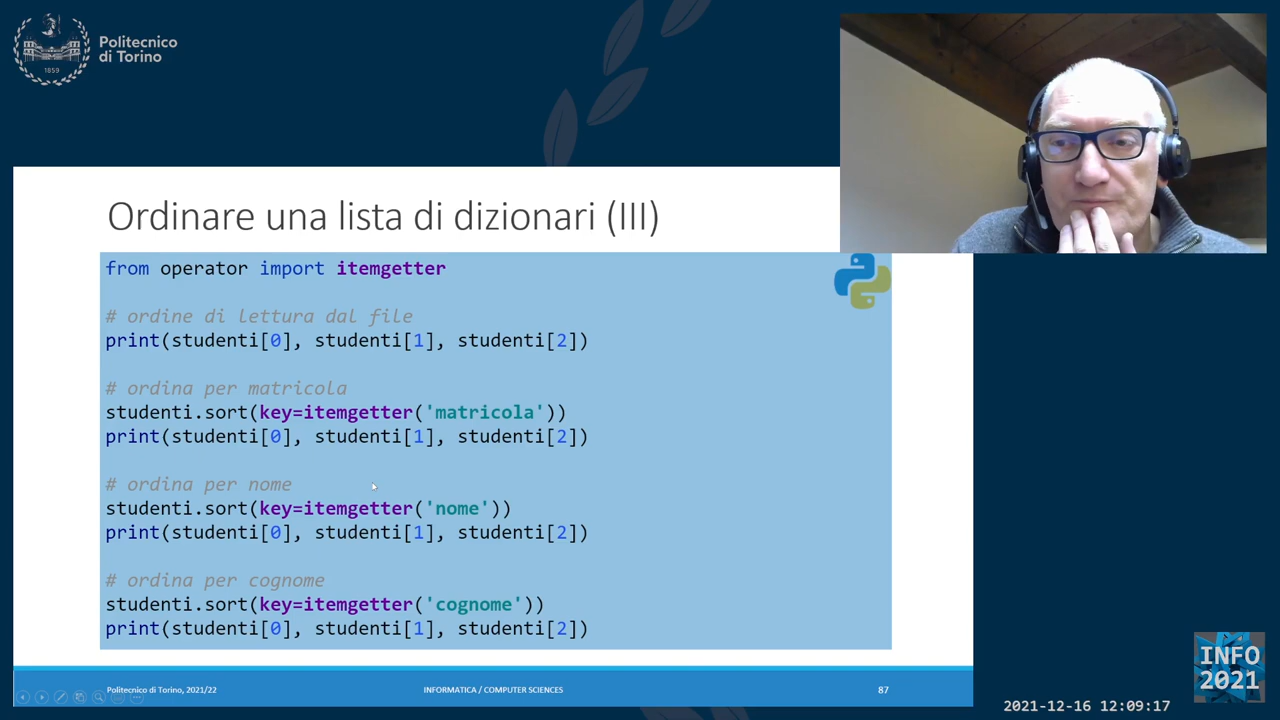 Politecnico
di Torino
1859
Ordinare una lista di dizionari (III)
from operator import itemgetter
# ordine di lettura dal file
print(studenti[0], studenti[1], studenti[2])
# ordina per matricola
studenti.sort(key=itemgetter('matricola'))
print(studenti[0], studenti[1], studenti[2])
# ordina per nome
studenti.sort(key=itemgetter('nome'))
print(studenti[0], studenti[1], studenti[2])
# ordina per cognome
studenti.sort(key=itemgetter('cognome'))
print(studenti[0], studenti[1], studenti[2])
Politecnico di Torino, 2021/22
INFORMATICA / COMPUTER SCIENCES
87
INFO
2021
2021-12-16 12:09:17